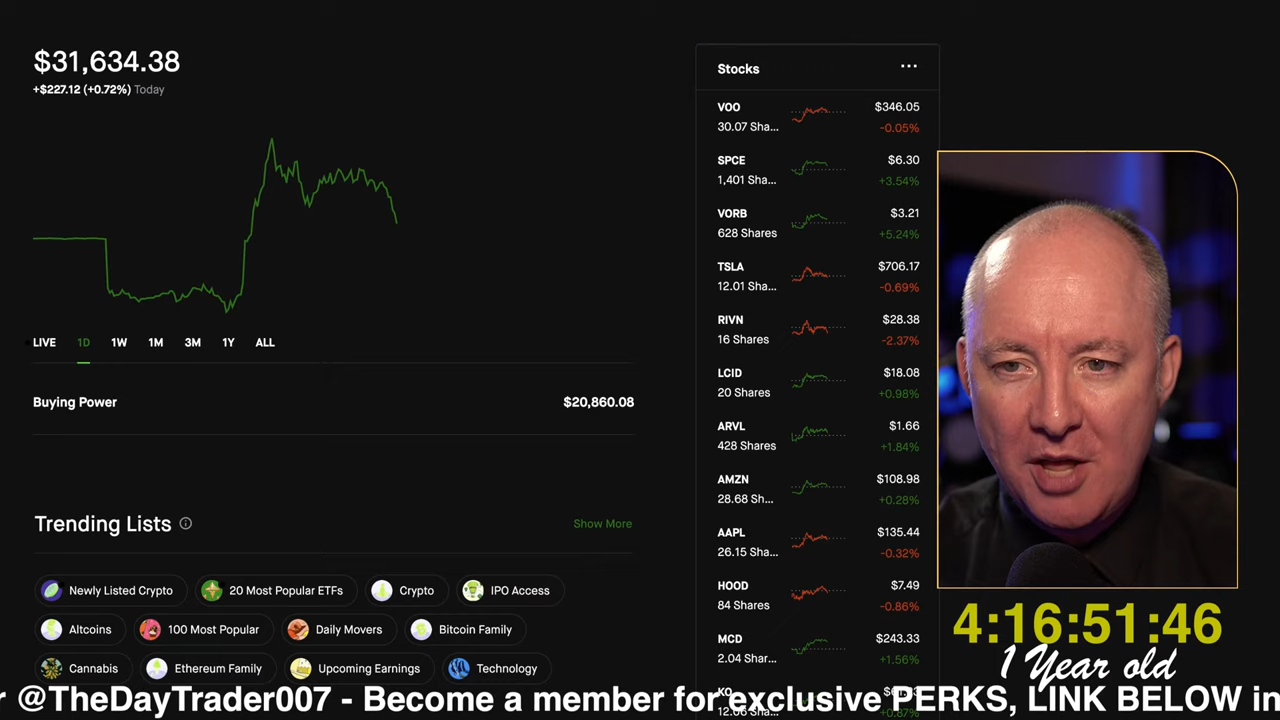 $31,634.38
+$227.12 (+0.72%) Today
LIVE 1D 1W 1M 3M 1Y ALL
Buying Power $20,860.08
Trending Lists
Show More
Newly Listed Crypto 20 Most Popular ETFs Crypto IPO Access
Altcoins 100 Most Popular Daily Movers Bitcoin Family
Cannabis Ethereum Family Upcoming Earnings Technology
Stocks
VOO $346.05
30.07 Sha... -0.05%
SPCE $6.30
1,401 Sha... +3.54%
VORB $3.21
628 Shares +5.24%
TSLA $706.17
12.01 Sha... -0.69%
RIVN $28.38
16 Shares -2.37%
LCID $18.08
20 Shares +0.98%
ARVL $1.66
428 Shares +1.84%
AMZN $108.98
28.68 Sh... +0.28%
AAPL $135.44
26.15 Sha... -0.32%
HOOD $7.49
84 Shares -0.86%
MCD $243.33
2.04 Shar... +1.56%
KO
12.06 Sha... +0.87%
4:16:51:46
1 Year old
@TheDayTrader007 - Become a member for exclusive PERKS, LINK BELOW in